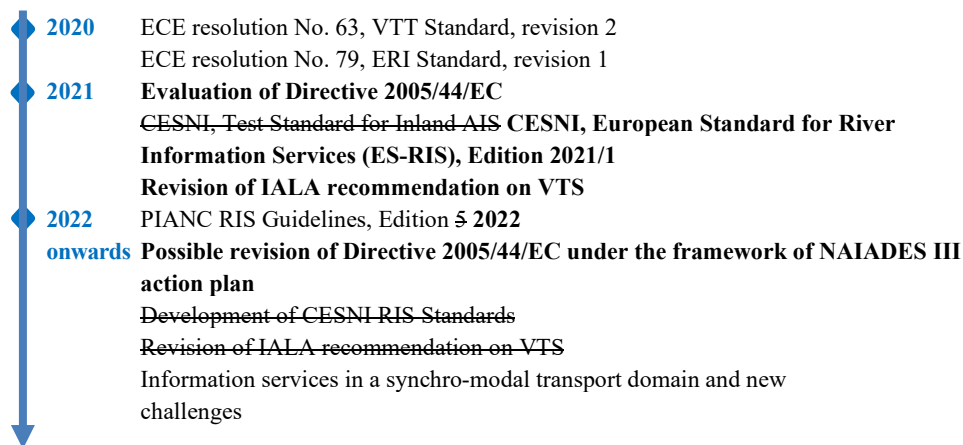 2020 ECE resolution No. 63, VTT Standard, revision 2
ECE resolution No. 79, ERI Standard, revision 1
2021 Evaluation of Directive 2005/44/EC
CESNI, Test Standard for Inland AIS CESNI, European Standard for River
Information Services (ES-RIS), Edition 2021/1
Revision of IALA recommendation on VTS
2022 PIANC RIS Guidelines, Edition 5 2022
onwards Possible revision of Directive 2005/44/EC under the framework of NAIADES III
action plan
Development of CESNI RIS Standards
Revision of IALA recommendation on VTS
Information services in a synchro-modal transport domain and new
challenges